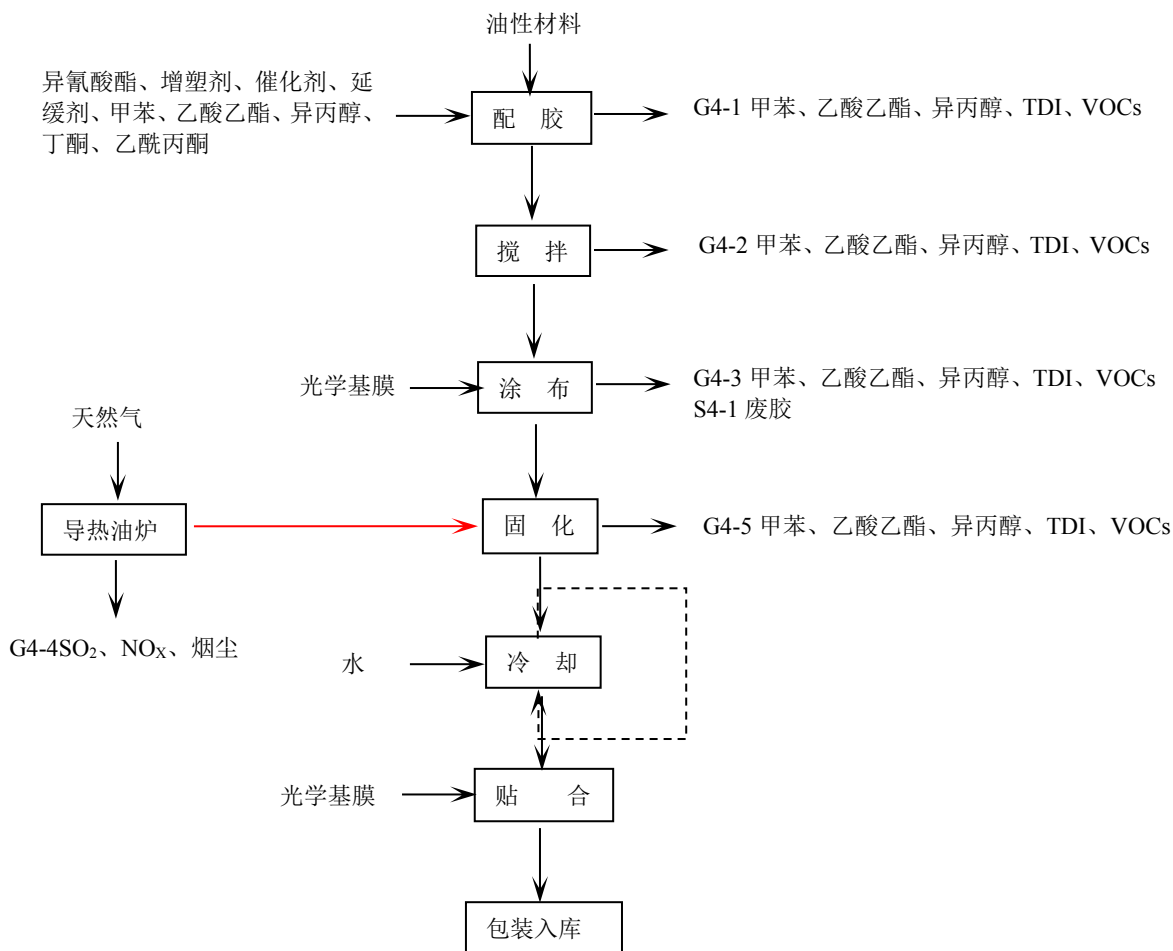 油性材料
异氰酸酯、增塑剂、催化剂、延
缓剂、甲苯、乙酸乙酯、异丙醇、
丁酮、乙酰丙酮
配 胶
G4-1 甲苯、乙酸乙酯、异丙醇、TDI、VOCs
搅 拌
G4-2 甲苯、乙酸乙酯、异丙醇、TDI、VOCs
光学基膜
涂 布
G4-3 甲苯、乙酸乙酯、异丙醇、TDI、VOCs
S4-1 废胶
天然气
导热油炉
固 化
G4-5 甲苯、乙酸乙酯、异丙醇、TDI、VOCs
G4-4SO₂、NOX、烟尘
水
冷 却
光学基膜
贴 合
包装入库